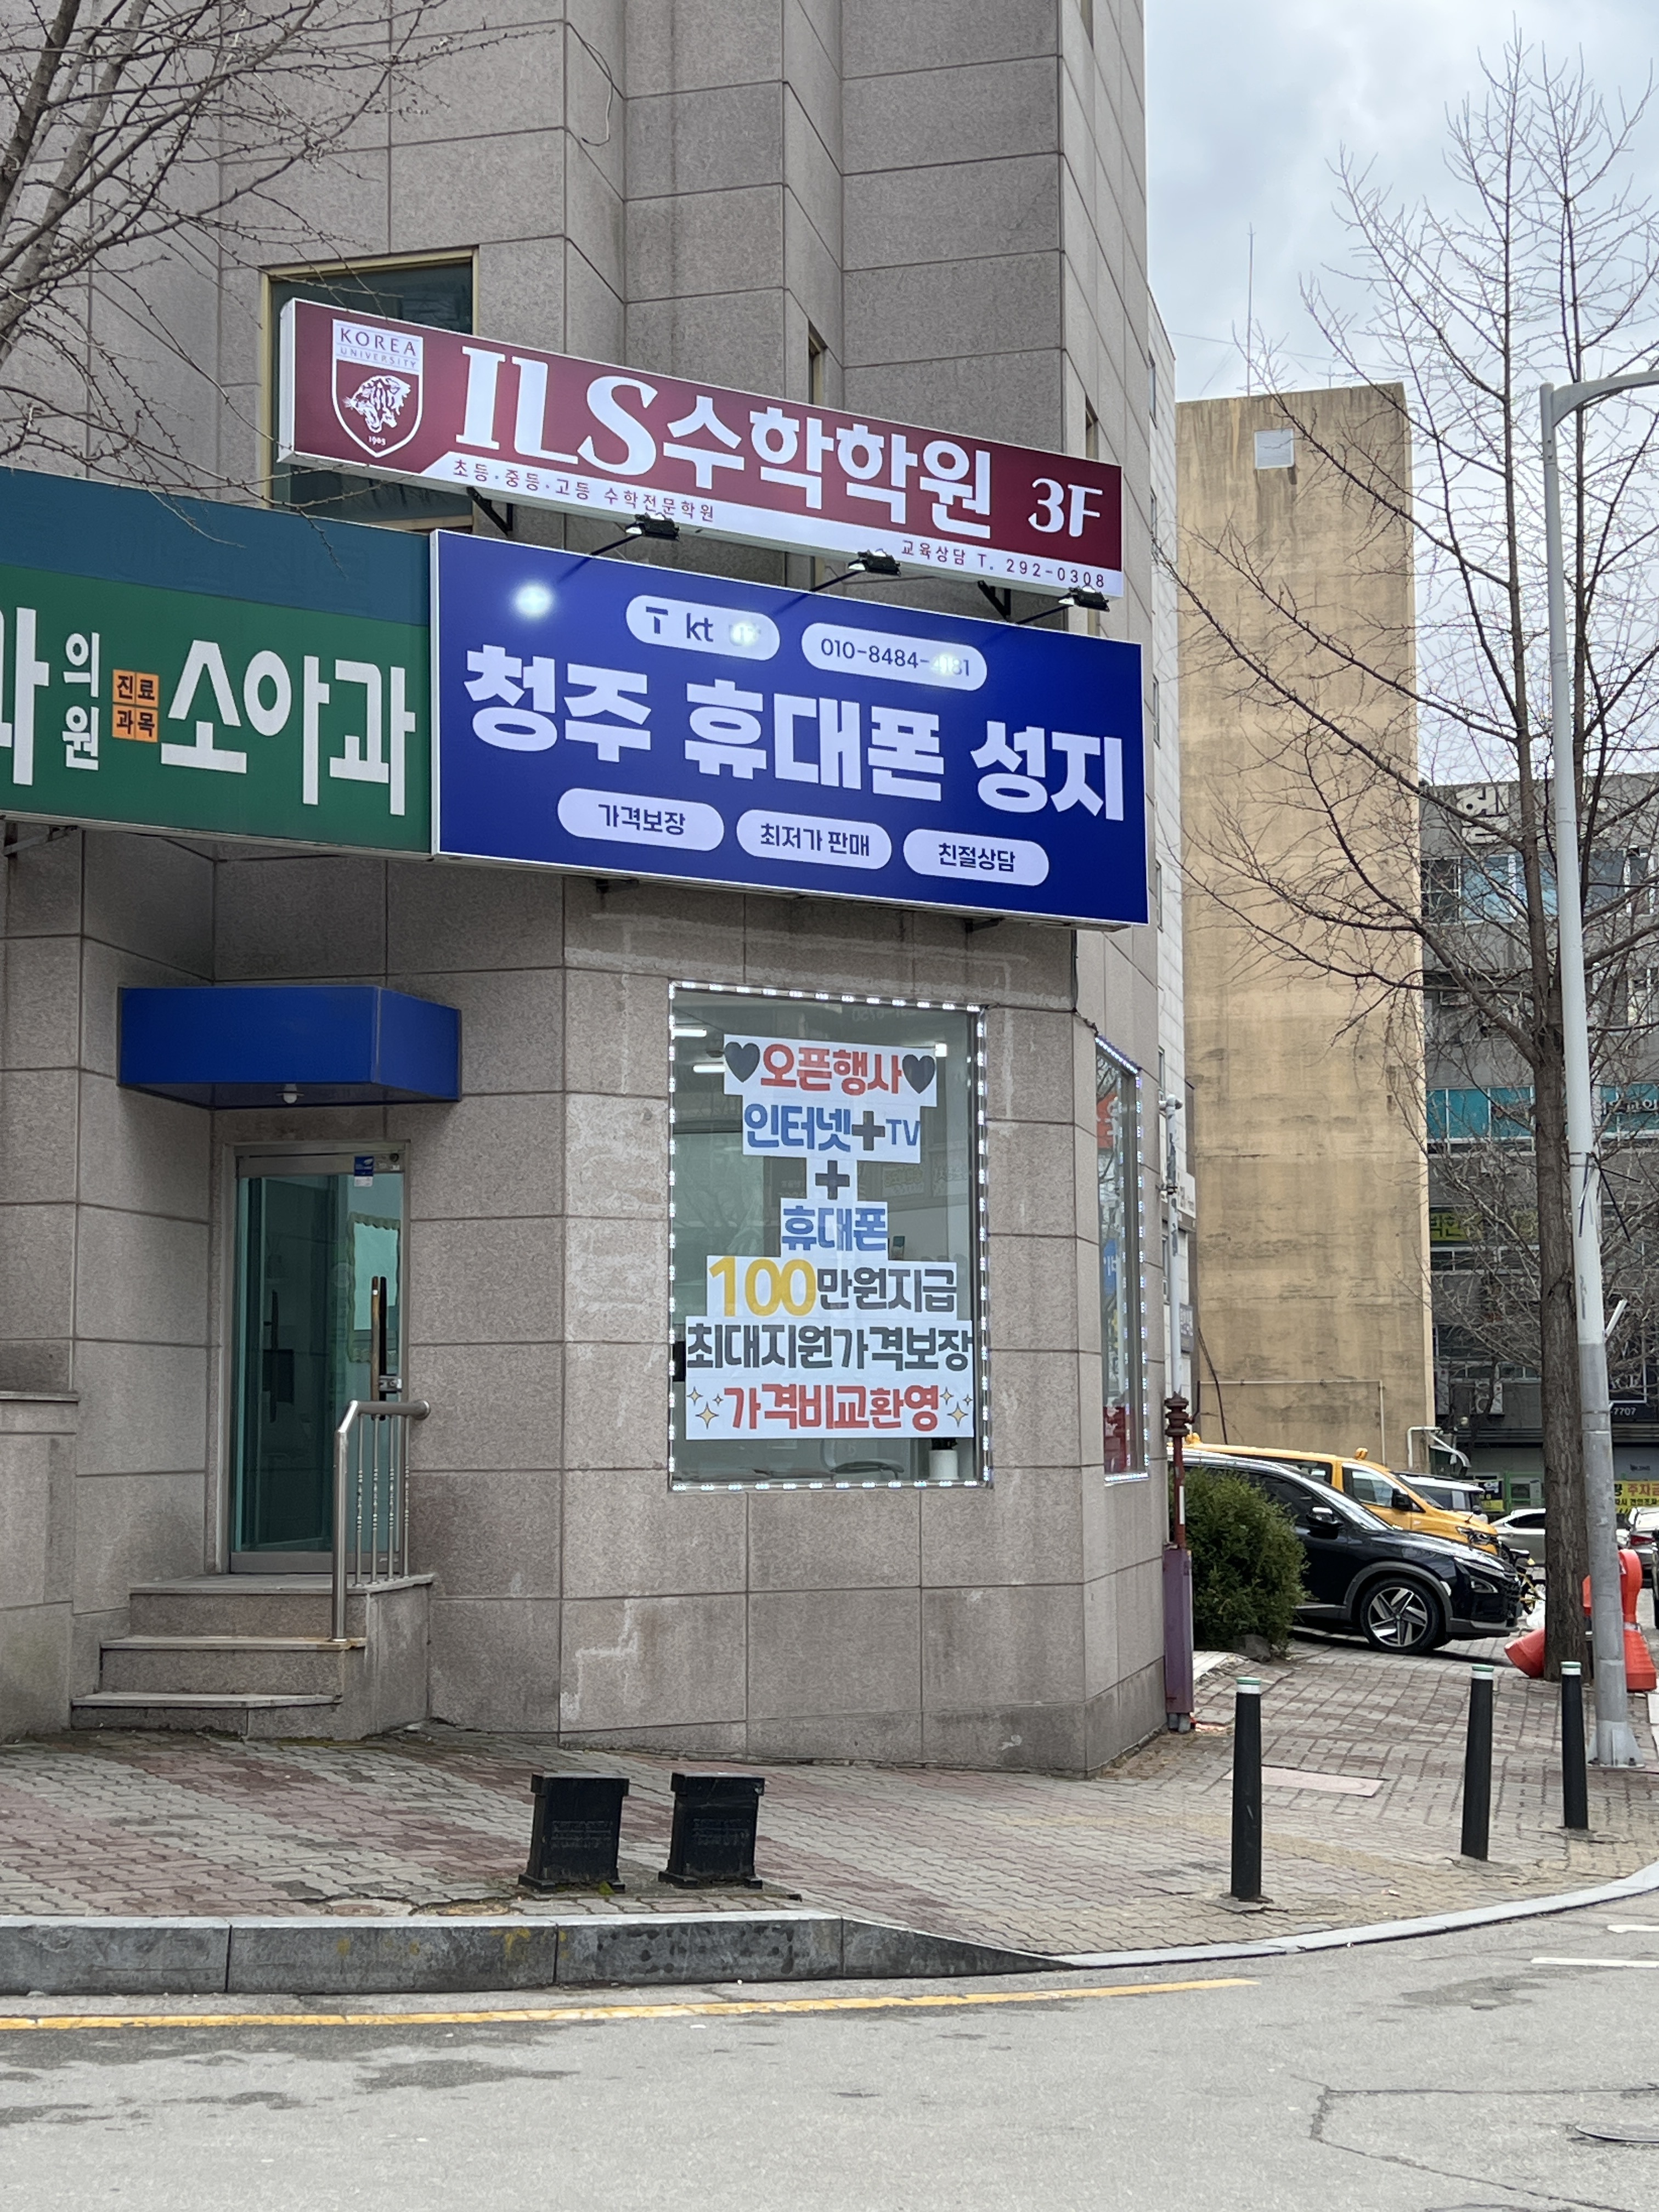 KOREA
UNIVERSITY
1905
ILS수학학원 3F
초등·중등·고등 수학전문학원
교육상담 T. 292-0308
의원
진료
과목
소아과
T kt
010-8484-
청주 휴대폰 성지
가격보장
최저가 판매
친절상담
♥오픈행사♥
인터넷+TV
+
휴대폰
100만원지급
최대지원가격보장
가격비교환영
-7707